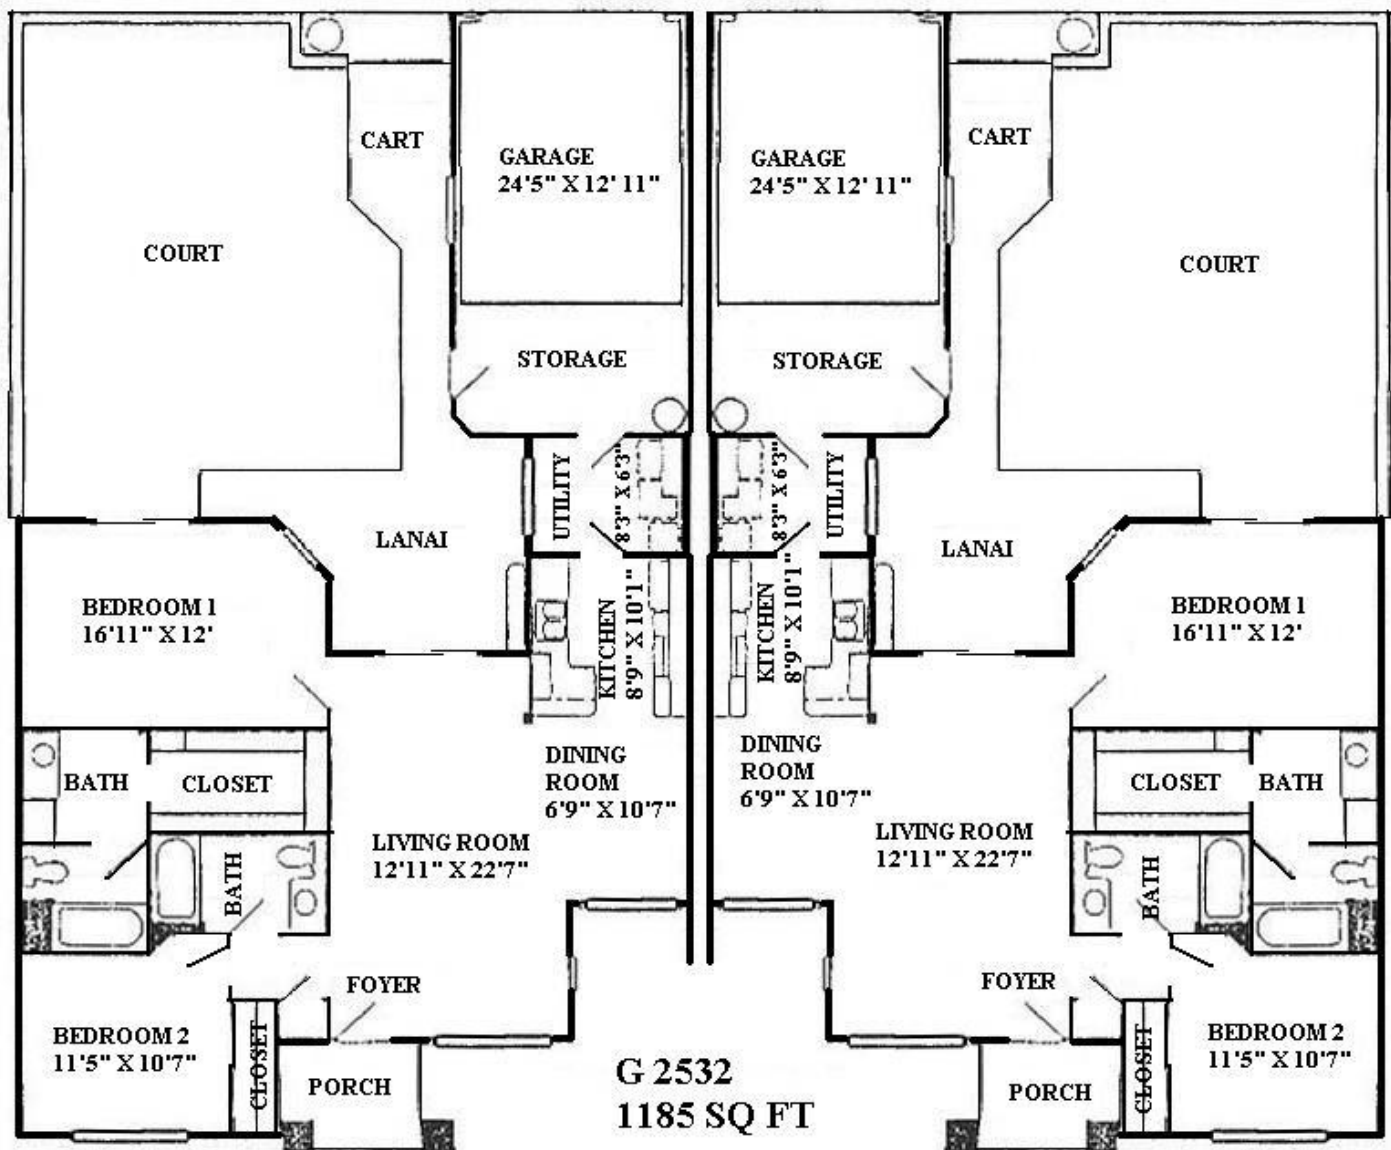 CART
GARAGE
24'5" X 12' 11"
COURT
STORAGE
UTILITY
8'3" X 6'3"
LANAI
BEDROOM 1
16'11" X 12'
KITCHEN
8'9" X 10'1"
DINING
ROOM
6'9" X 10'7"
BATH
CLOSET
LIVING ROOM
12'11" X 22'7"
BATH
FOYER
BEDROOM 2
11'5" X 10'7"
CLOSET
PORCH
CART
GARAGE
24'5" X 12' 11"
COURT
STORAGE
8'3" X 6'3"
UTILITY
LANAI
BEDROOM 1
16'11" X 12'
KITCHEN
8'9" X 10'1"
DINING
ROOM
6'9" X 10'7"
CLOSET
BATH
LIVING ROOM
12'11" X 22'7"
BATH
FOYER
BEDROOM 2
11'5" X 10'7"
CLOSET
PORCH
G 2532
1185 SQ FT